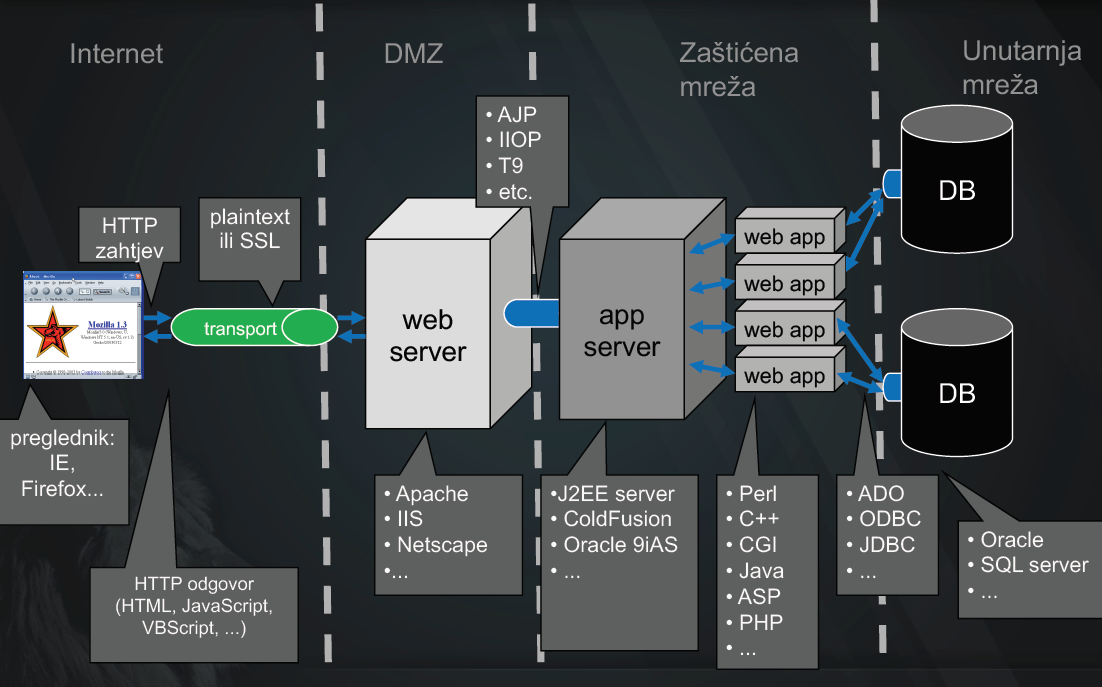 Internet
DMZ
Zaštićena
mreža
Unutarnja
mreža
• AJP
• IIOP
• T9
• etc.
HTTP
zahtjev
plaintext
ili SSL
Mozilla 1.3
transport
web
server
app
server
web app
web app
web app
web app
DB
DB
preglednik:
IE,
Firefox...
HTTP odgovor
(HTML, JavaScript,
VBScript, ...)
• Apache
• IIS
• Netscape
•...
•J2EE server
• ColdFusion
• Oracle 9iAS
• ...
• Perl
• C++
• CGI
• Java
• ASP
• PHP
• ...
• ADO
• ODBC
• JDBC
• ...
• Oracle
• SQL server
• ...